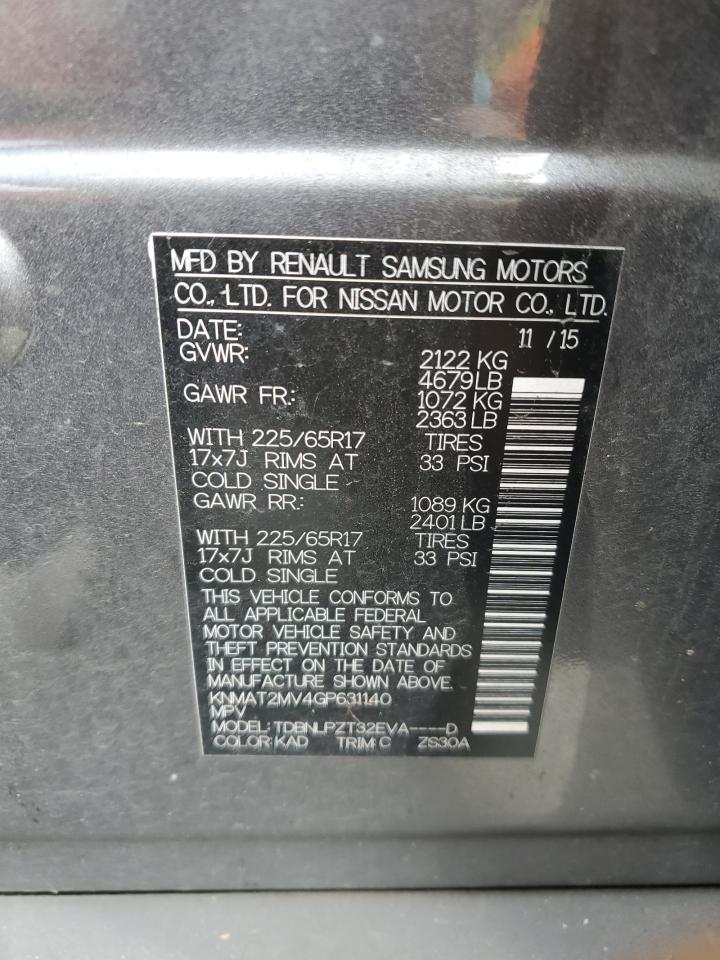 MFD BY RENAULT SAMSUNG MOTORS
CO., LTD. FOR NISSAN MOTOR CO., LTD.
DATE: 11 / 15
GVWR: 2122 KG
4679 LB
GAWR FR: 1072 KG
2363 LB
WITH 225/65R17 TIRES
17x7J RIMS AT 33 PSI
COLD SINGLE
GAWR RR: 1089 KG
2401 LB
WITH 225/65R17 TIRES
17x7J RIMS AT 33 PSI
COLD SINGLE
THIS VEHICLE CONFORMS TO
ALL APPLICABLE FEDERAL
MOTOR VEHICLE SAFETY AND
THEFT PREVENTION STANDARDS
IN EFFECT ON THE DATE OF
MANUFACTURE SHOWN ABOVE
KNMAT2MV4GP631140
MPV
MODEL: TDBNLPZT32EVA----D
COLOR: KAD TRIM: C ZS30A